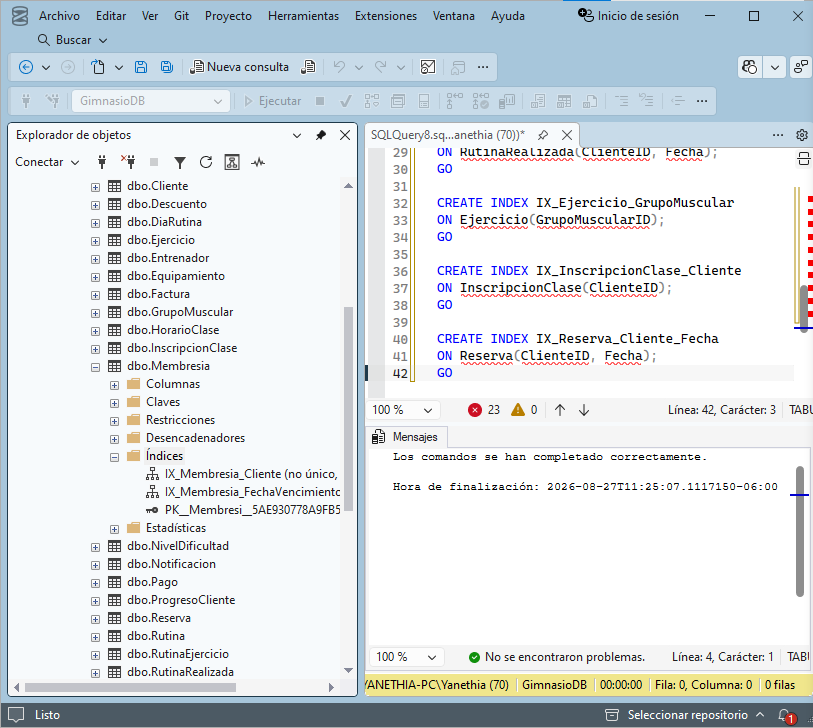 Archivo Editar Ver Git Proyecto Herramientas Extensiones Ventana Ayuda Inicio de sesión
Buscar
Nueva consulta
GimnasioDB Ejecutar
Explorador de objetos
Conectar
dbo.Cliente
dbo.Descuento
dbo.DiaRutina
dbo.Ejercicio
dbo.Entrenador
dbo.Equipamiento
dbo.Factura
dbo.GrupoMuscular
dbo.HorarioClase
dbo.InscripcionClase
dbo.Membresia
Columnas
Claves
Restricciones
Desencadenadores
Índices
IX_Membresia_Cliente (no único,
IX_Membresia_FechaVencimiento
PK__Membresi__5AE930778A9FB5
Estadísticas
dbo.NivelDificultad
dbo.Notificacion
dbo.Pago
dbo.ProgresoCliente
dbo.Reserva
dbo.Rutina
dbo.RutinaEjercicio
dbo.RutinaRealizada
SQLQuery8.sq...anethia (70))*
29 ON RutinaRealizada(ClienteID, Fecha);
30 GO
31
32 CREATE INDEX IX_Ejercicio_GrupoMuscular
33 ON Ejercicio(GrupoMuscularID);
34 GO
35
36 CREATE INDEX IX_InscripcionClase_Cliente
37 ON InscripcionClase(ClienteID);
38 GO
39
40 CREATE INDEX IX_Reserva_Cliente_Fecha
41 ON Reserva(ClienteID, Fecha);
42 GO
100 % 23 0 Línea: 42, Carácter: 3 TABU
Mensajes
Los comandos se han completado correctamente.
Hora de finalización: 2026-08-27T11:25:07.1117150-06:00
100 % No se encontraron problemas. Línea: 4, Carácter: 1 TABU
YANETHIA-PC\Yanethia (70) GimnasioDB 00:00:00 Fila: 0, Columna: 0 0 filas
Listo Seleccionar repositorio 1